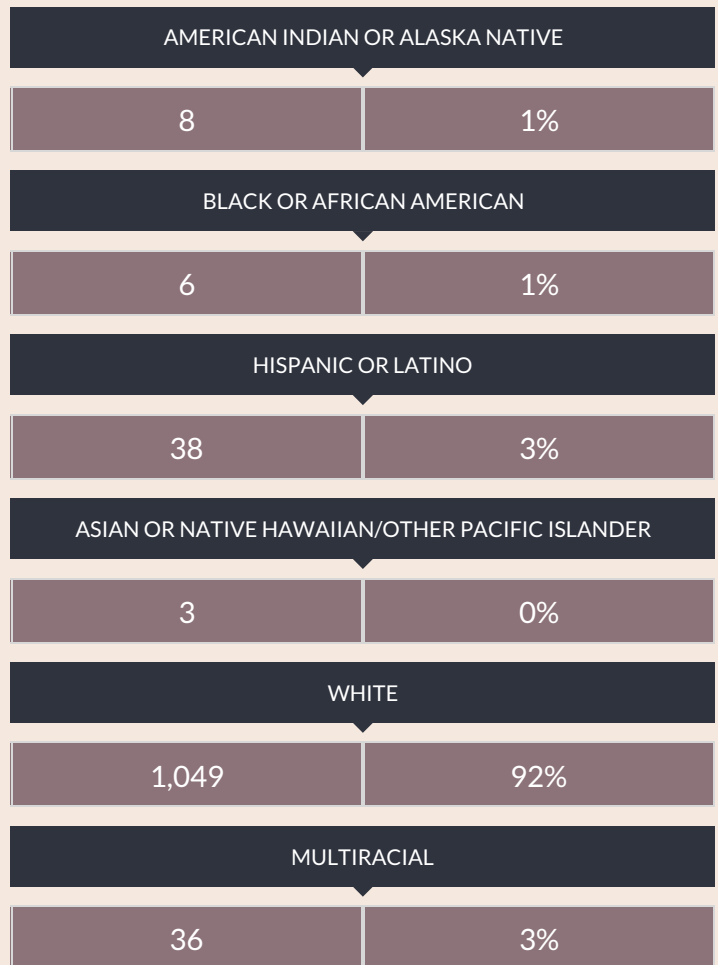 AMERICAN INDIAN OR ALASKA NATIVE
8 1%
BLACK OR AFRICAN AMERICAN
6 1%
HISPANIC OR LATINO
38 3%
ASIAN OR NATIVE HAWAIIAN/OTHER PACIFIC ISLANDER
3 0%
WHITE
1,049 92%
MULTIRACIAL
36 3%